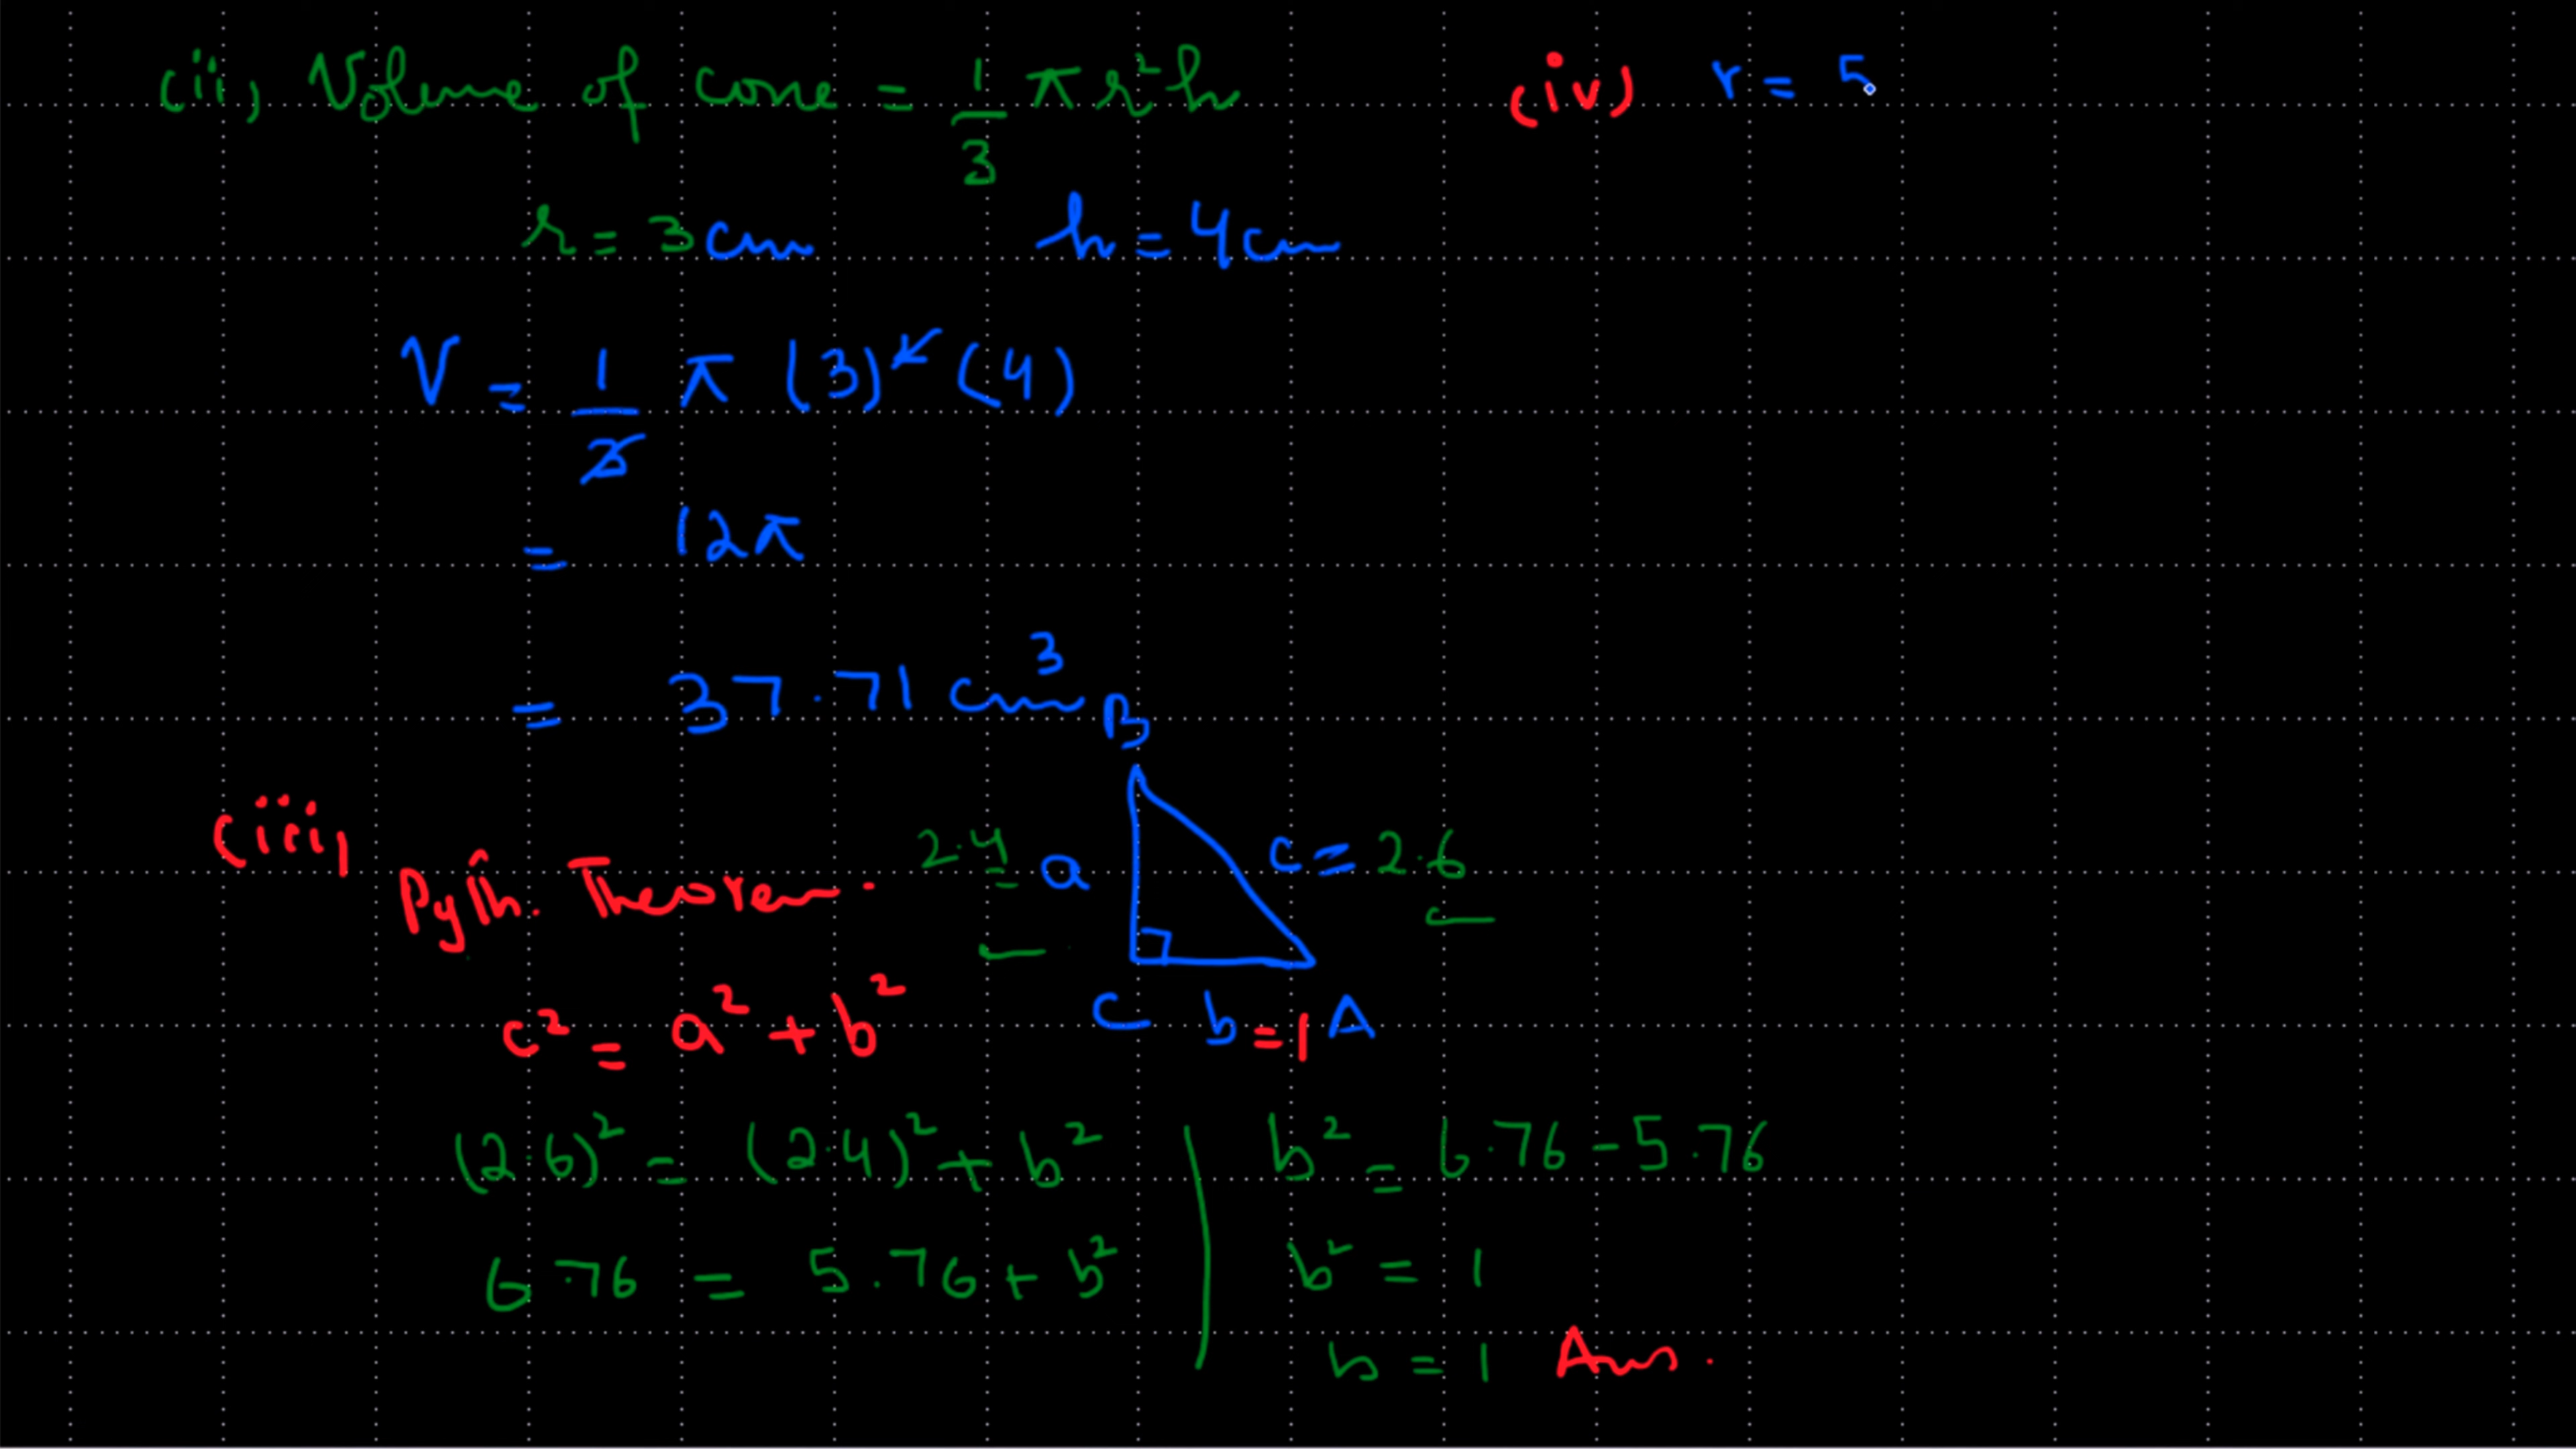 (ii) Volume of cone = 1/3 πr²h
r = 3cm h = 4cm
V = 1/3 π (3)² (4)
= 12π
= 37.71 cm³
(iii)
Pyth. Theorem.
B
2.4 = a
c = 2.6
C b = 1 A
c² = a² + b²
(2.6)² = (2.4)² + b²
6.76 = 5.76 + b²
b² = 6.76 - 5.76
b² = 1
b = 1 Ans.
(iv) r = 5